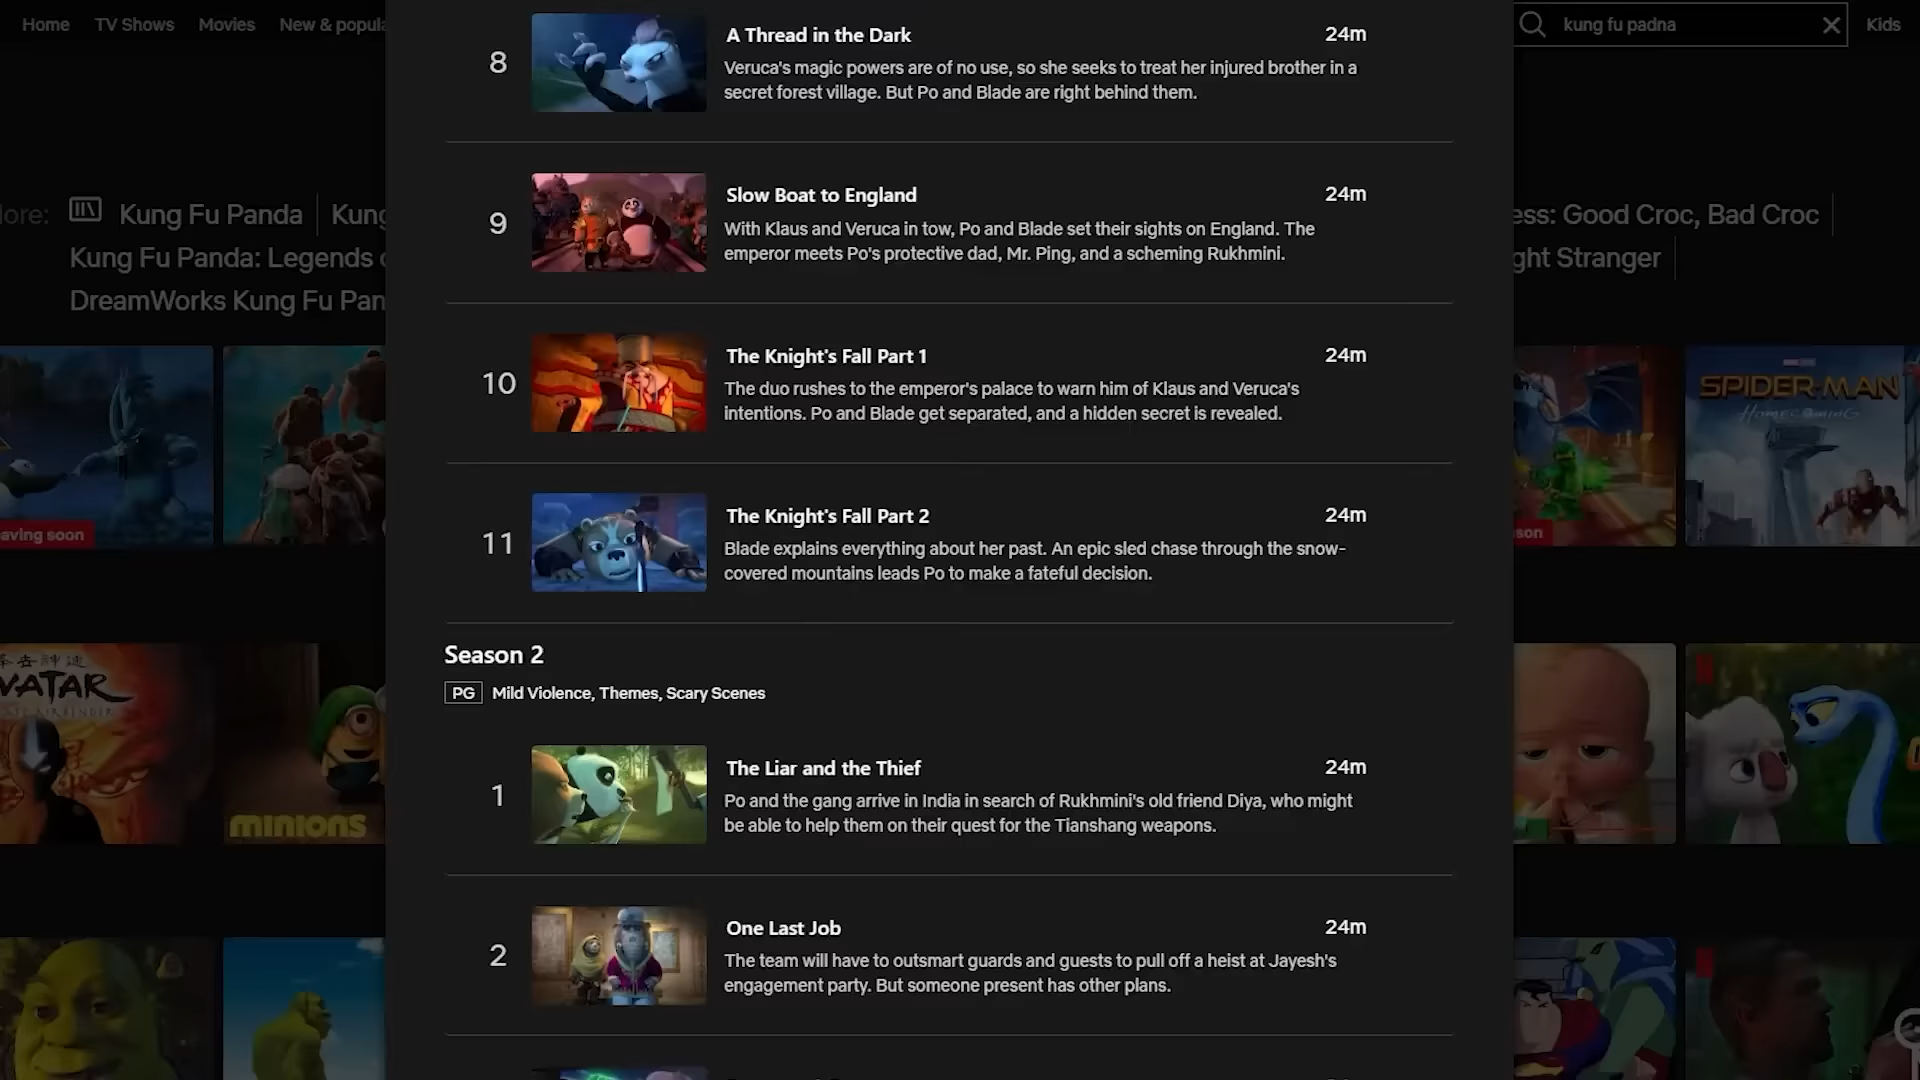 Home TV Shows Movies New & popula
kung fu padna
Kids
8
A Thread in the Dark
24m
Veruca's magic powers are of no use, so she seeks to treat her injured brother in a
secret forest village. But Po and Blade are right behind them.
9
Slow Boat to England
24m
With Klaus and Veruca in tow, Po and Blade set their sights on England. The
emperor meets Po's protective dad, Mr. Ping, and a scheming Rukhmini.
lore: Kung Fu Panda Kung
ess: Good Croc, Bad Croc
Kung Fu Panda: Legends o
ght Stranger
DreamWorks Kung Fu Pan
10
The Knight's Fall Part 1
24m
The duo rushes to the emperor's palace to warn him of Klaus and Veruca's
intentions. Po and Blade get separated, and a hidden secret is revealed.
SPIDER-MAN
HOMECOMING
11
The Knight's Fall Part 2
24m
Blade explains everything about her past. An epic sled chase through the snow-
covered mountains leads Po to make a fateful decision.
aving soon
son
Season 2
PG Mild Violence, Themes, Scary Scenes
VATAR
MINIONS
1
The Liar and the Thief
24m
Po and the gang arrive in India in search of Rukhmini's old friend Diya, who might
be able to help them on their quest for the Tianshang weapons.
2
One Last Job
24m
The team will have to outsmart guards and guests to pull off a heist at Jayesh's
engagement party. But someone present has other plans.